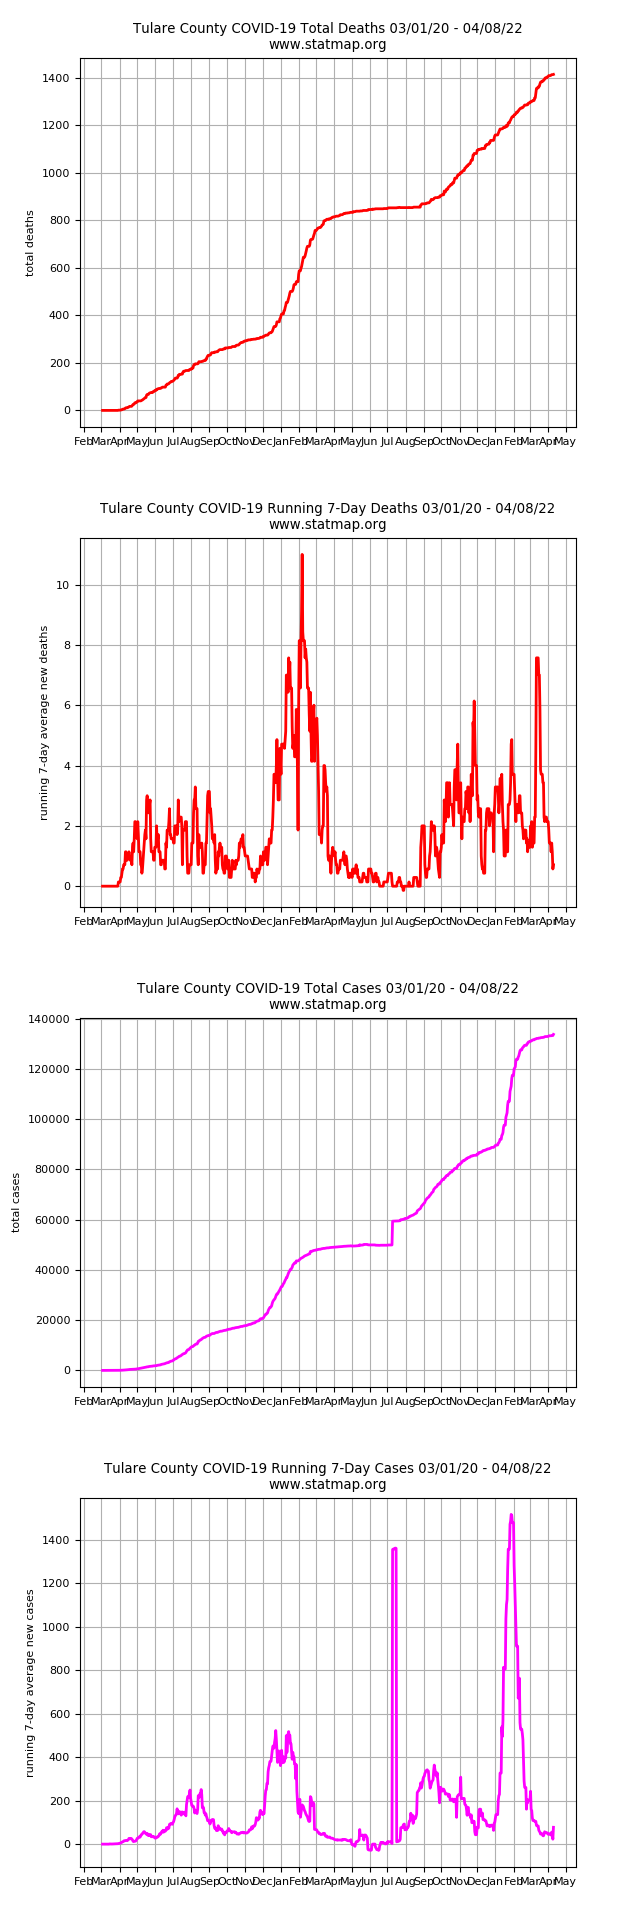 Tulare County COVID-19 Total Deaths 03/01/20 - 04/08/22
www.statmap.org
1400
1200
1000
800
600
400
200
0
total deaths
Feb Mar Apr May Jun Jul Aug Sep Oct Nov Dec Jan Feb Mar Apr May Jun Jul Aug Sep Oct Nov Dec Jan Feb Mar Apr May
Tulare County COVID-19 Running 7-Day Deaths 03/01/20 - 04/08/22
www.statmap.org
10
8
6
4
2
0
running 7-day average new deaths
Feb Mar Apr May Jun Jul Aug Sep Oct Nov Dec Jan Feb Mar Apr May Jun Jul Aug Sep Oct Nov Dec Jan Feb Mar Apr May
Tulare County COVID-19 Total Cases 03/01/20 - 04/08/22
www.statmap.org
140000
120000
100000
80000
60000
40000
20000
0
total cases
Feb Mar Apr May Jun Jul Aug Sep Oct Nov Dec Jan Feb Mar Apr May Jun Jul Aug Sep Oct Nov Dec Jan Feb Mar Apr May
Tulare County COVID-19 Running 7-Day Cases 03/01/20 - 04/08/22
www.statmap.org
1400
1200
1000
800
600
400
200
0
running 7-day average new cases
Feb Mar Apr May Jun Jul Aug Sep Oct Nov Dec Jan Feb Mar Apr May Jun Jul Aug Sep Oct Nov Dec Jan Feb Mar Apr May